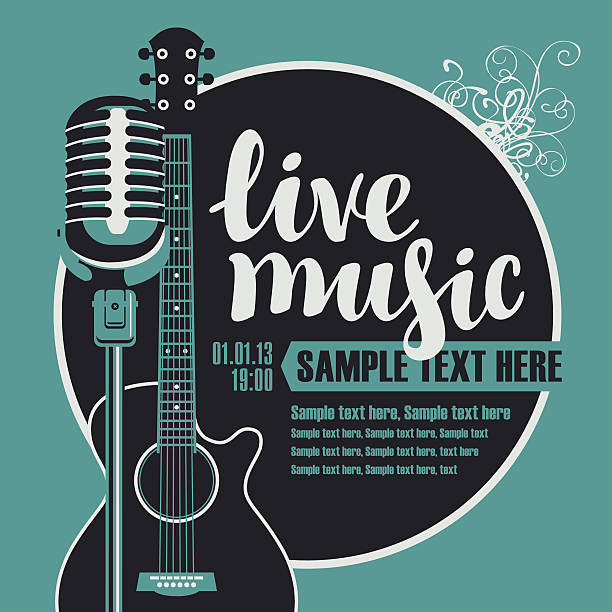 live
music
01.01.13
19:00
SAMPLE TEXT HERE
Sample text here, Sample text here
Sample text here, Sample text here, Sample text
Sample text here, Sample text here, text here
Sample text here, Sample text here, text